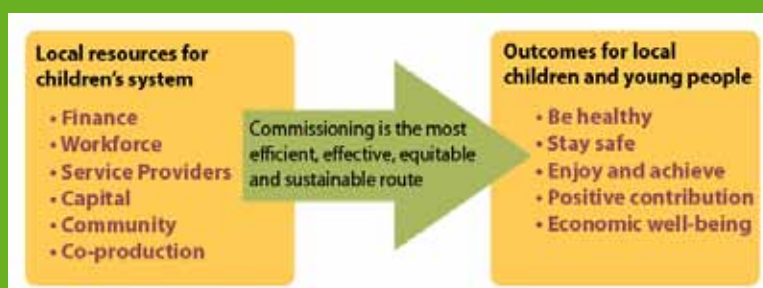 Local resources for
children's system
• Finance
• Workforce
• Service Providers
• Capital
• Community
• Co-production
Commissioning is the most
efficient, effective, equitable
and sustainable route
Outcomes for local
children and young people
• Be healthy
• Stay safe
• Enjoy and achieve
• Positive contribution
• Economic well-being